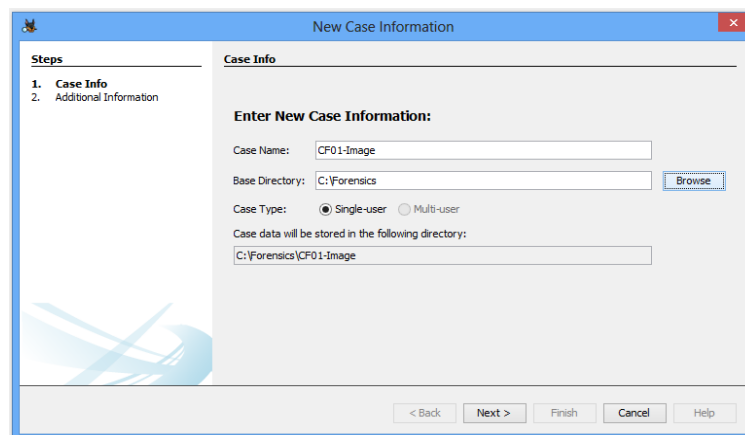 New Case Information
Steps
1. Case Info
2. Additional Information
Case Info
Enter New Case Information:
Case Name: CF01-Image
Base Directory: C:\Forensics Browse
Case Type: Single-user Multi-user
Case data will be stored in the following directory:
C:\Forensics\CF01-Image
< Back Next > Finish Cancel Help